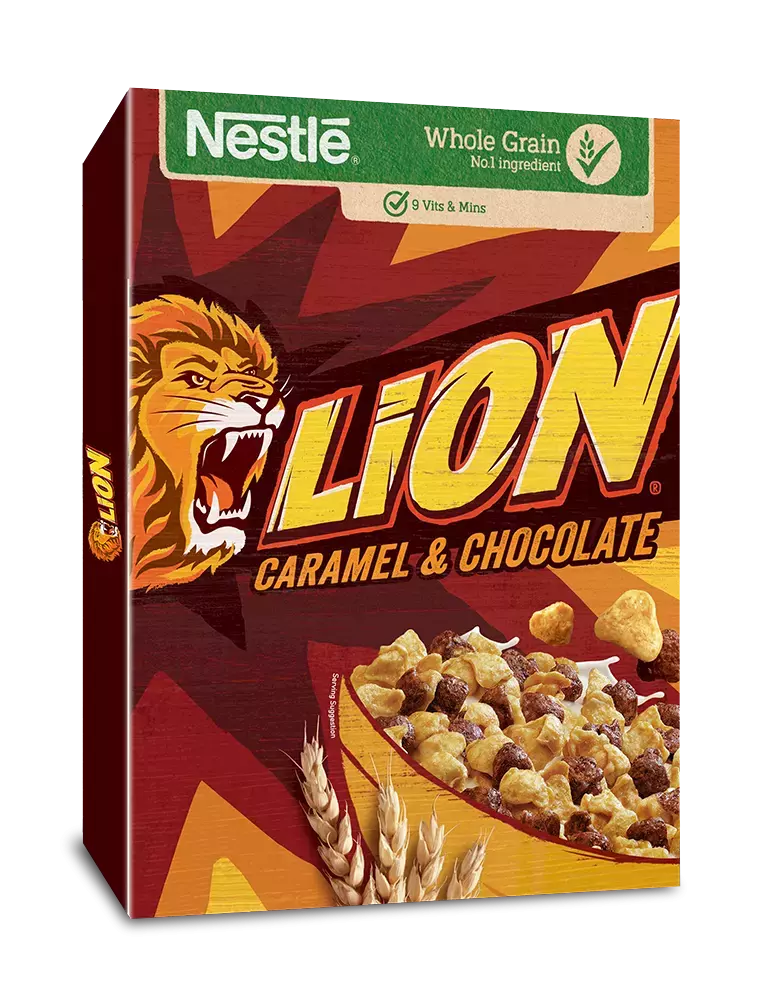 Nestlé®
Whole Grain
No.1 ingredient
9 Vits & Mins
LION®
CARAMEL & CHOCOLATE
Serving Suggestion
LION